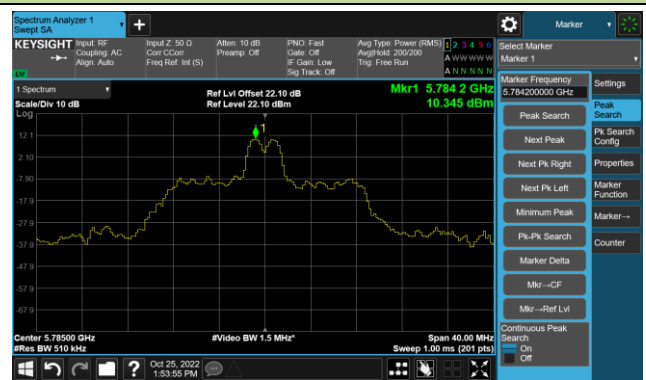 Spectrum Analyzer 1
Swept SA
Marker
KEYSIGHT
Input: RF
Coupling: AC
Align: Auto
Input Z: 50 Ω
Corr CCorr
Freq Ref: Int (S)
Atten: 10 dB
Preamp: Off
PNO: Fast
Gate: Off
IF Gain: Low
Sig Track: Off
Avg Type: Power (RMS)
Avg|Hold: 200/200
Trig: Free Run
1 2 3 4 5 6
A W W W W W
A N N N N N
LXI
Select Marker
Marker 1
1 Spectrum
Scale/Div 10 dB
Log
Ref Lvl Offset 22.10 dB
Ref Level 22.10 dBm
Mkr1 5.784 2 GHz
10.345 dBm
1
12.1
2.10
-7.90
-17.9
-27.9
-37.9
-47.9
-57.9
-67.9
Center 5.78500 GHz
#Res BW 510 kHz
#Video BW 1.5 MHz*
Span 40.00 MHz
Sweep 1.00 ms (201 pts)
Marker Frequency
5.784200000 GHz
Peak Search
Next Peak
Next Pk Right
Next Pk Left
Minimum Peak
Pk-Pk Search
Marker Delta
Mkr→CF
Mkr→Ref Lvl
Continuous Peak
Search
On
Off
Settings
Peak
Search
Pk Search
Config
Properties
Marker
Function
Marker→
Counter
Oct 25, 2022
1:53:55 PM